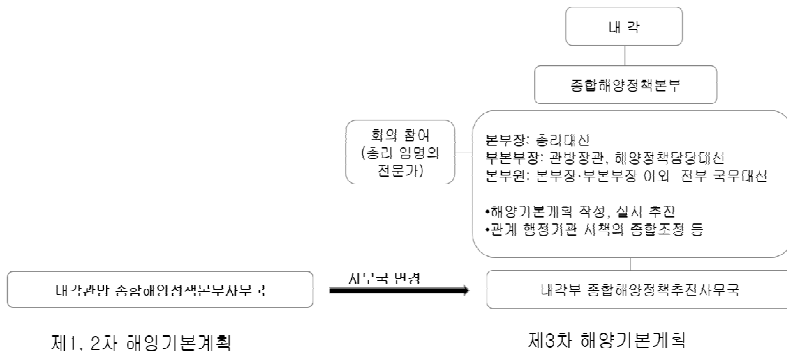 내 각
종합해양정책본부
회의 참여
(총리 임명의
전문가)
본부장: 총리대신
부본부장: 관방장관, 해양정책담당대신
본부원: 본부장·부본부장 이외 전부 국무대신
•해양기본계획 작성, 실시 추진
•관계 행정기관 시책의 종합조정 등
내각관방 종합해양정책본부사무국
사무국 변경
내각부 종합해양정책추진사무국
제1, 2차 해양기본계획
제3차 해양기본계획